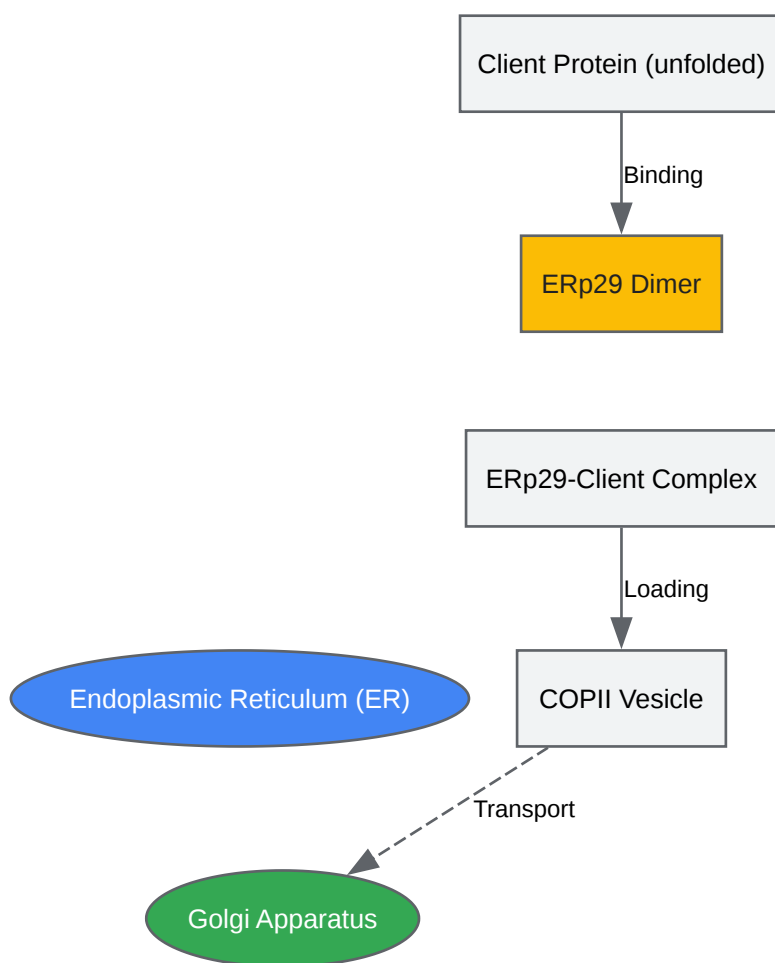 Client Protein (unfolded)
Binding
ERp29 Dimer
ERp29-Client Complex
Loading
Endoplasmic Reticulum (ER)
COPII Vesicle
Transport
Golgi Apparatus